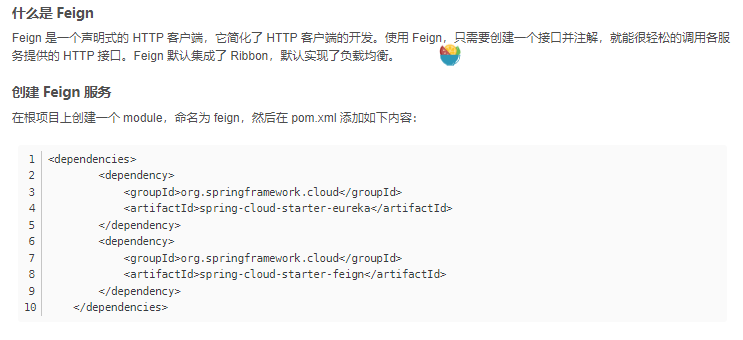 什么是 Feign
Feign 是一个声明式的 HTTP 客户端，它简化了 HTTP 客户端的开发。使用 Feign，只需要创建一个接口并注解，就能很轻松的调用各服
务提供的 HTTP 接口。Feign 默认集成了 Ribbon，默认实现了负载均衡。
创建 Feign 服务
在根项目上创建一个 module，命名为 feign，然后在 pom.xml 添加如下内容：
1 <dependencies>
2         <dependency>
3             <groupId>org.springframework.cloud</groupId>
4             <artifactId>spring-cloud-starter-eureka</artifactId>
5         </dependency>
6         <dependency>
7             <groupId>org.springframework.cloud</groupId>
8             <artifactId>spring-cloud-starter-feign</artifactId>
9         </dependency>
10     </dependencies>